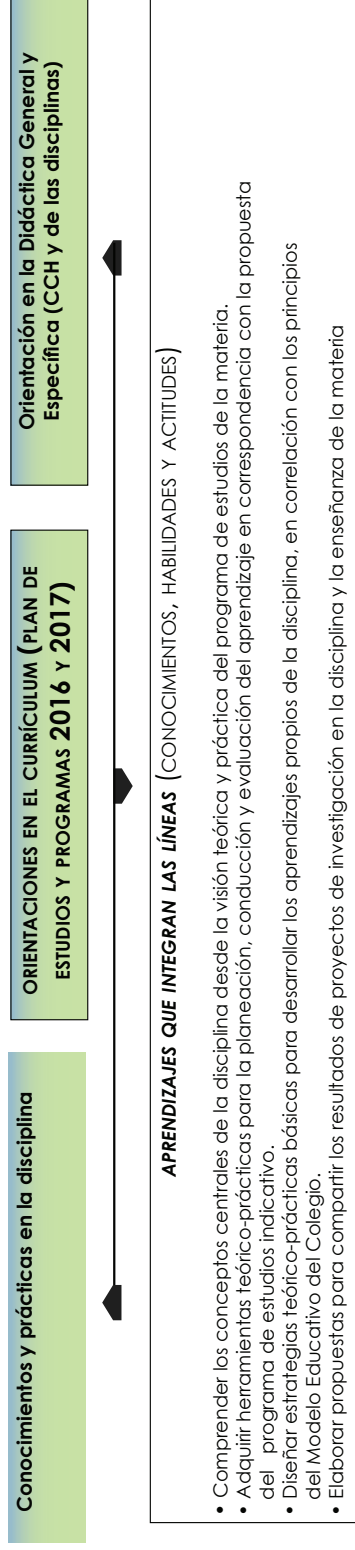 Conocimientos y prácticas en la disciplina
ORIENTACIONES EN EL CURRÍCULUM (PLAN DE
ESTUDIOS Y PROGRAMAS 2016 Y 2017)
Orientación en la Didáctica General y
Específica (CCH y de las disciplinas)
APRENDIZAJES QUE INTEGRAN LAS LÍNEAS (CONOCIMIENTOS, HABILIDADES Y ACTITUDES)
• Comprender los conceptos centrales de la disciplina desde la visión teórica y práctica del programa de estudios de la materia.
• Adquirir herramientas teórico-prácticas para la planeación, conducción y evaluación del aprendizaje en correspondencia con la propuesta
del programa de estudios indicativo.
• Diseñar estrategias teórico-prácticas básicas para desarrollar los aprendizajes propios de la disciplina, en correlación con los principios
del Modelo Educativo del Colegio.
• Elaborar propuestas para compartir los resultados de proyectos de investigación en la disciplina y la enseñanza de la materia